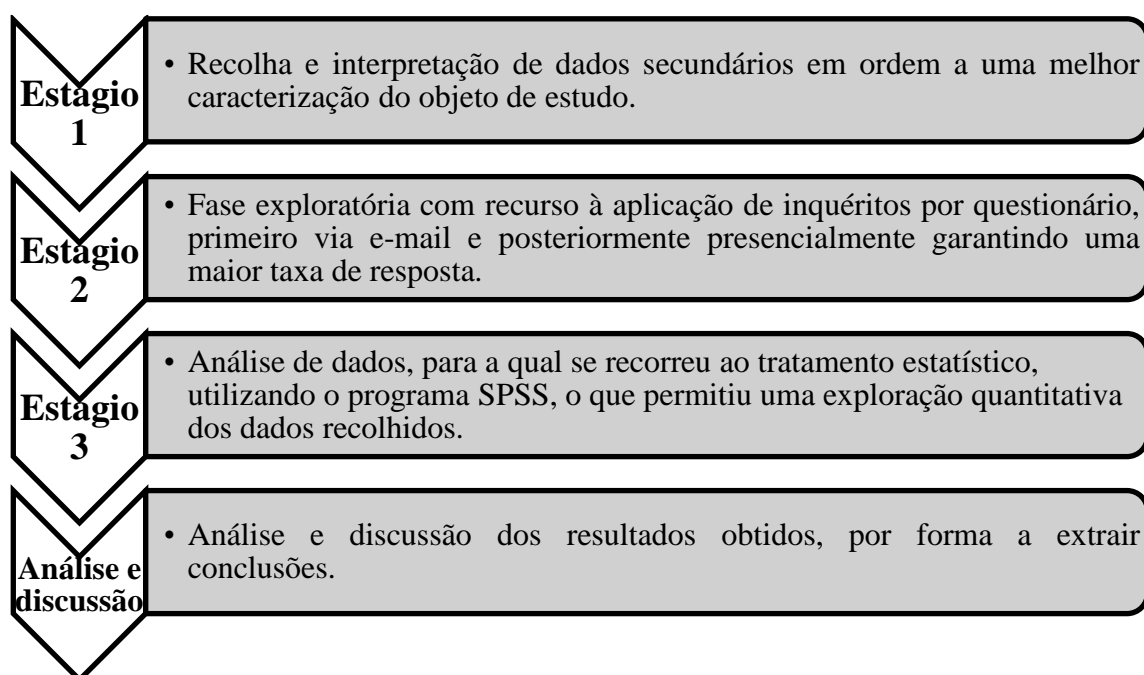 Estágio
1
• Recolha e interpretação de dados secundários em ordem a uma melhor
caracterização do objeto de estudo.
Estágio
2
• Fase exploratória com recurso à aplicação de inquéritos por questionário,
primeiro via e-mail e posteriormente presencialmente garantindo uma
maior taxa de resposta.
Estágio
3
• Análise de dados, para a qual se recorreu ao tratamento estatístico,
utilizando o programa SPSS, o que permitiu uma exploração quantitativa
dos dados recolhidos.
Análise e
discussão
• Análise e discussão dos resultados obtidos, por forma a extrair
conclusões.